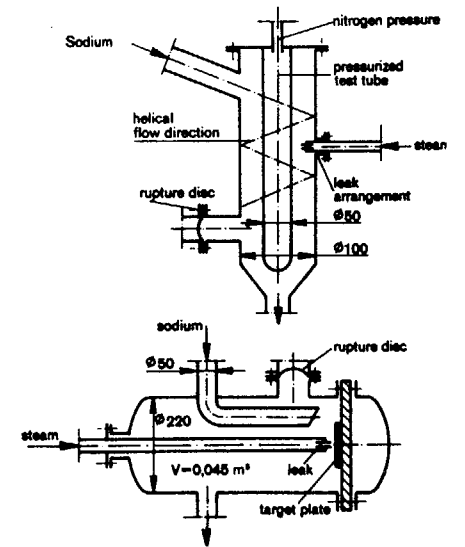 nitrogen pressure
Sodium
pressurized
test tube
helical
flow direction
steam
leak
arrangement
rupture disc
Ø50
Ø100
sodium
Ø50
rupture disc
Ø220
steam
V=0,045 m³
leak
target plate